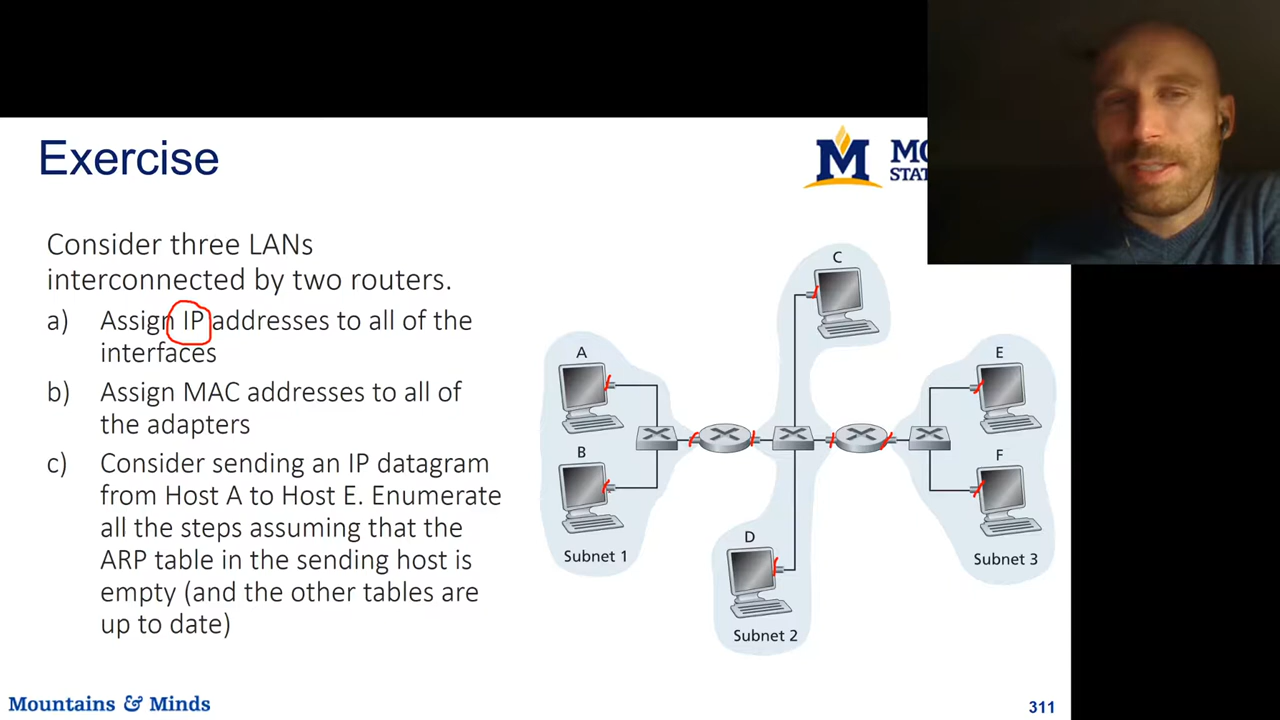 Exercise
M
STAT
Consider three LANs
interconnected by two routers.
a) Assign IP addresses to all of the
interfaces
b) Assign MAC addresses to all of
the adapters
c) Consider sending an IP datagram
from Host A to Host E. Enumerate
all the steps assuming that the
ARP table in the sending host is
empty (and the other tables are
up to date)
C
A
E
B
F
D
Subnet 1
Subnet 3
Subnet 2
Mountains & Minds
311